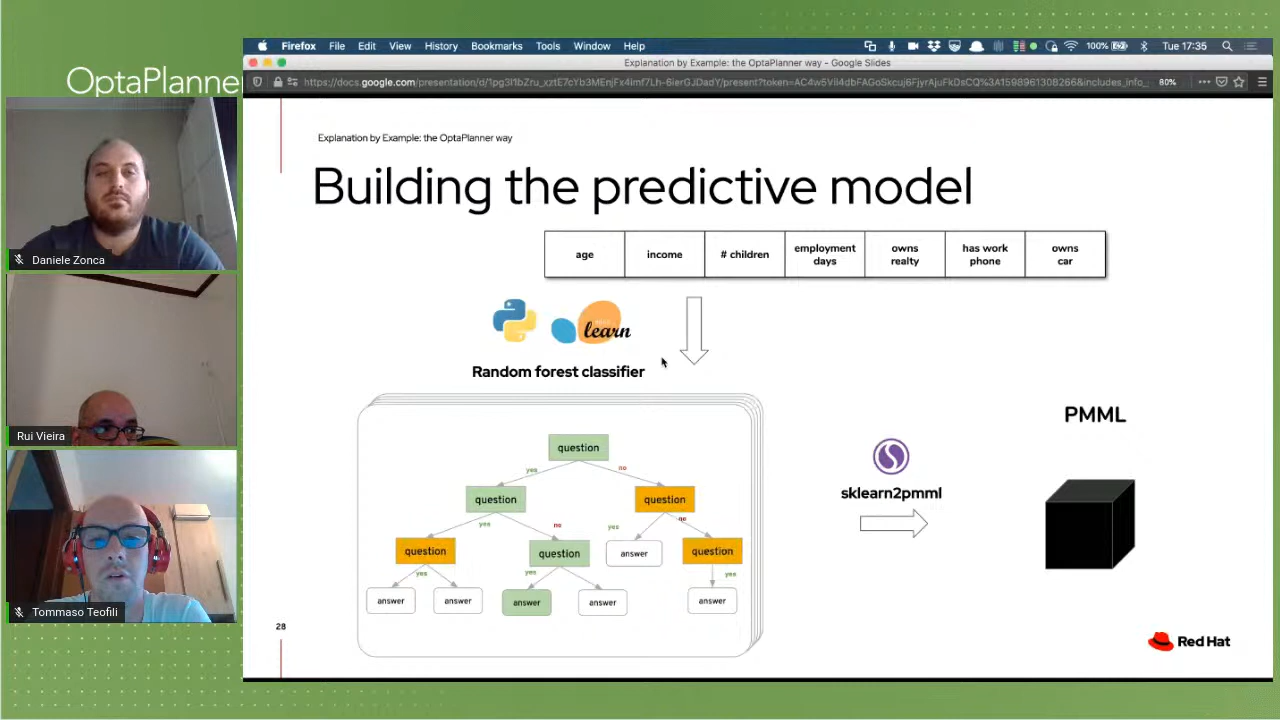 OptaPlanner
Daniele Zonca
Rui Vieira
Tommaso Teofili
Firefox File Edit View History Bookmarks Tools Window Help
100% Tue 17:35
Explanation by Example: the OptaPlanner way - Google Slides
80%
Explanation by Example: the OptaPlanner way
Building the predictive model
age income # children employment days owns realty has work phone owns car
learn
Random forest classifier
question
yes no
question question
yes no yes no
question question answer question
yes yes yes
answer answer answer answer answer
sklearn2pmml
PMML
28
Red Hat